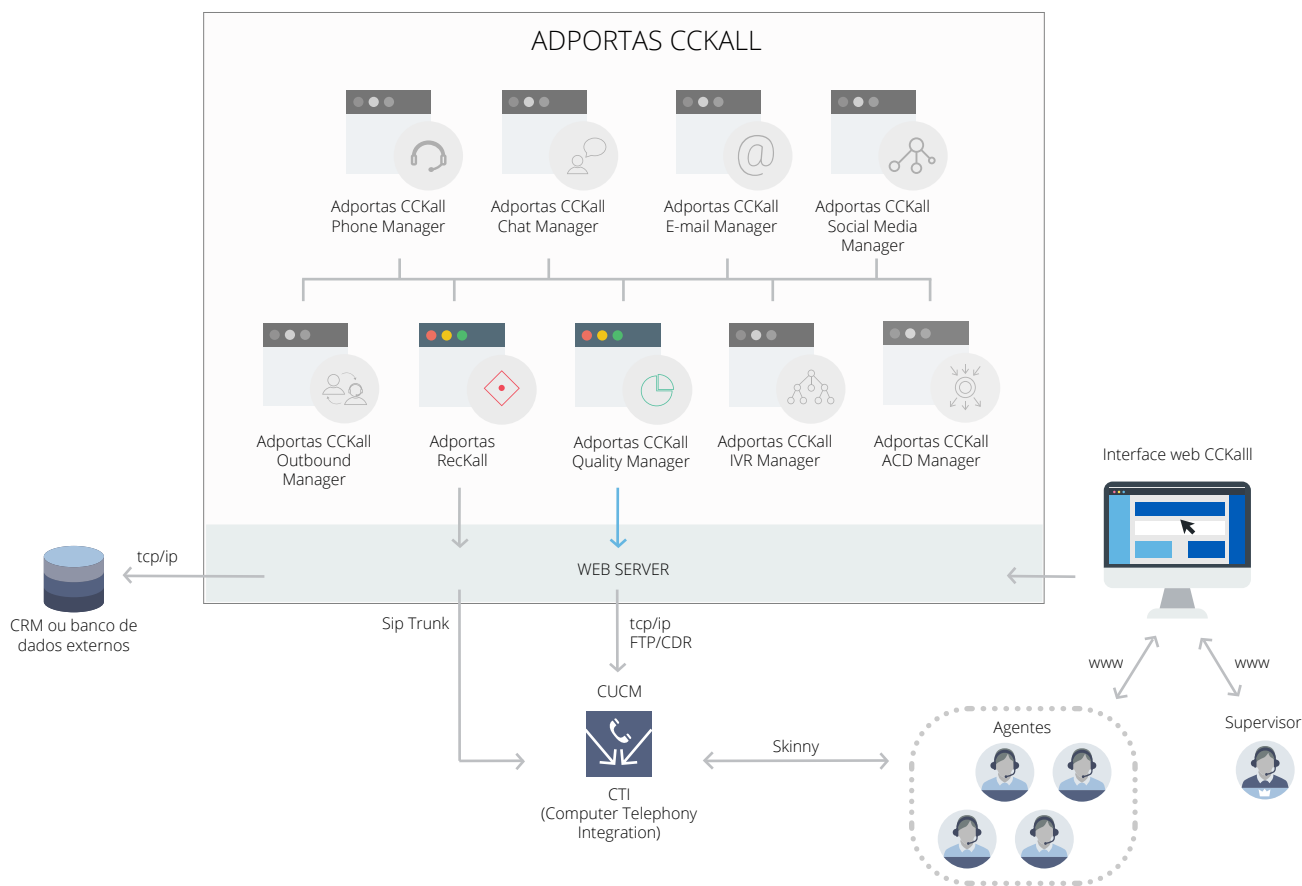 ADPORTAS CCKALL
Adportas CCKall
Phone Manager
Adportas CCKall
Chat Manager
@
Adportas CCKall
E-mail Manager
Adportas CCKall
Social Media
Manager
Adportas CCKall
Outbound
Manager
Adportas
RecKall
Adportas CCKall
Quality Manager
Adportas CCKall
IVR Manager
Adportas CCKall
ACD Manager
Interface web CCKalll
tcp/ip
WEB SERVER
CRM ou banco de
dados externos
Sip Trunk
tcp/ip
FTP/CDR
www
www
CUCM
Skinny
Agentes
Supervisor
CTI
(Computer Telephony
Integration)